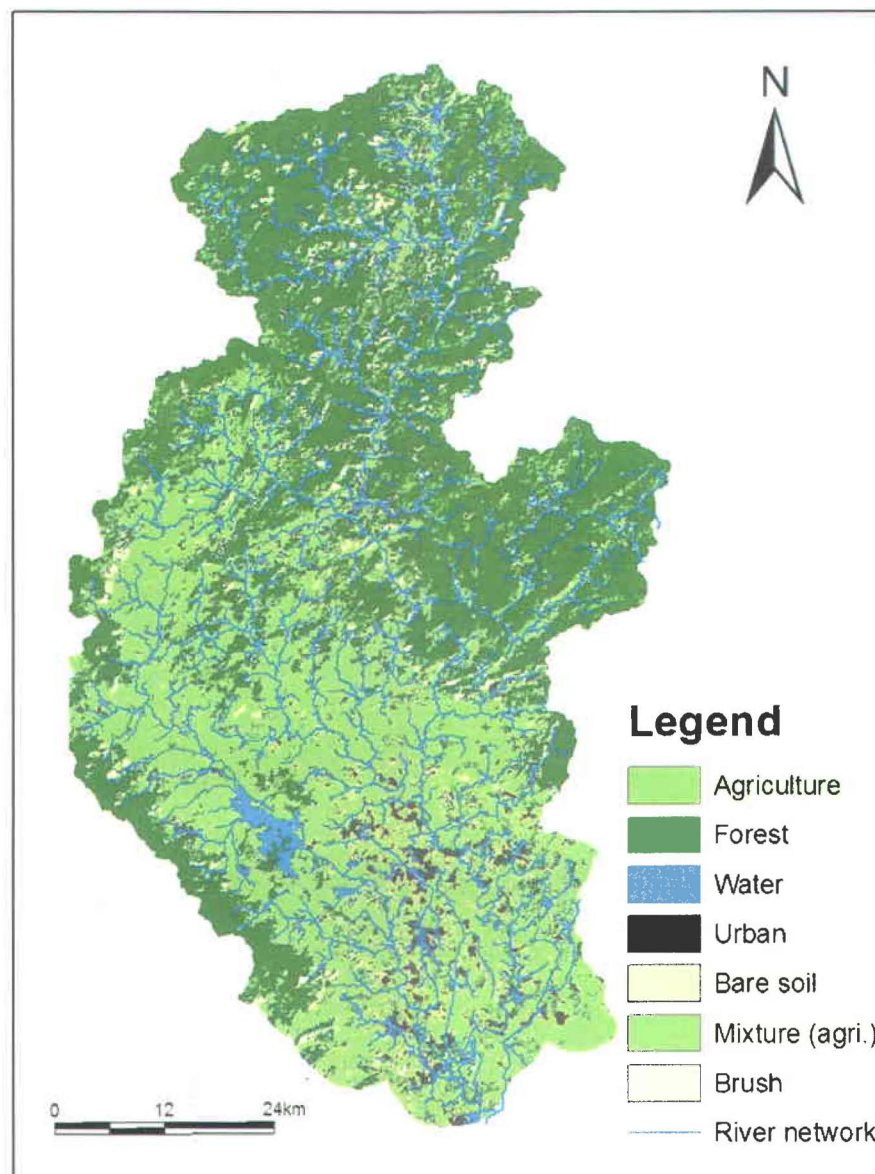 N
Legend
Agriculture
Forest
Water
Urban
Bare soil
Mixture (agri.)
Brush
River network
0 12 24km